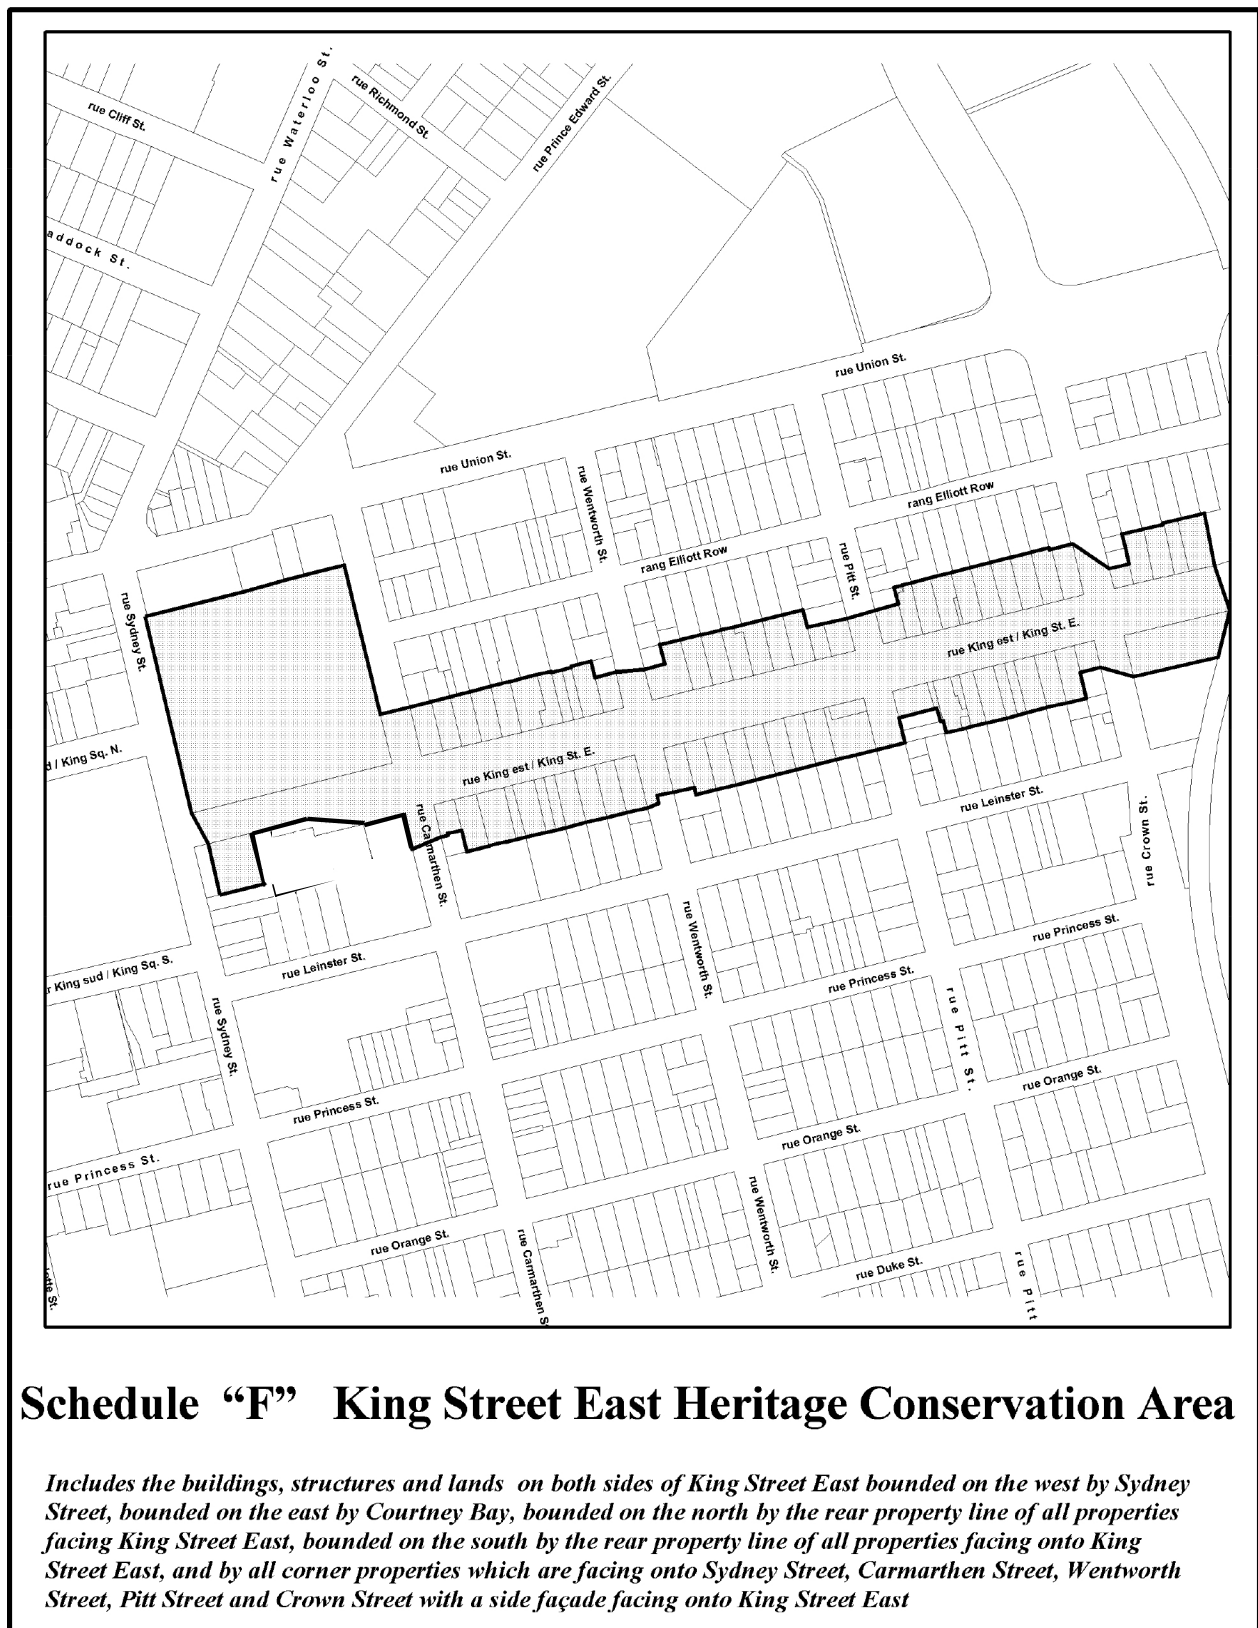 rue Cliff St.
rue Waterloo St.
rue Richmond St.
rue Prince Edward St.
addock St.
rue Union St.
rue Union St.
rue Wentworth St.
rang Elliott Row
rang Elliott Row
rue Pitt St.
rue Sydney St.
rue King est / King St. E.
d / King Sq. N.
rue King est / King St. E.
rue Carmarthen St.
rue Leinster St.
rue Crown St.
rue Wentworth St.
rue Princess St.
r King sud / King Sq. S.
rue Leinster St.
rue Princess St.
rue Sydney St.
rue Pitt St.
rue Orange St.
rue Princess St.
rue Orange St.
rue Princess St.
rue Wentworth St.
rue Orange St.
rue Carmarthen S
rue Duke St.
rue Pitt
lotte St.
Schedule “F” King Street East Heritage Conservation Area
Includes the buildings, structures and lands on both sides of King Street East bounded on the west by Sydney
Street, bounded on the east by Courtney Bay, bounded on the north by the rear property line of all properties
facing King Street East, bounded on the south by the rear property line of all properties facing onto King
Street East, and by all corner properties which are facing onto Sydney Street, Carmarthen Street, Wentworth
Street, Pitt Street and Crown Street with a side façade facing onto King Street East